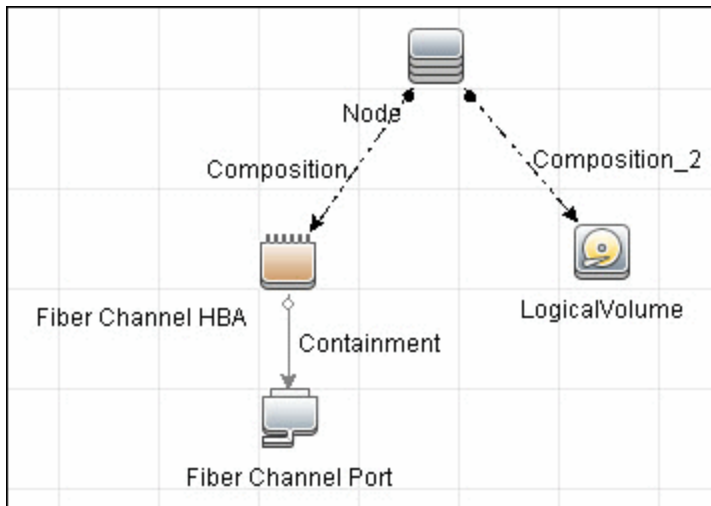 Node
Composition
Composition_2
Fiber Channel HBA
LogicalVolume
Containment
Fiber Channel Port